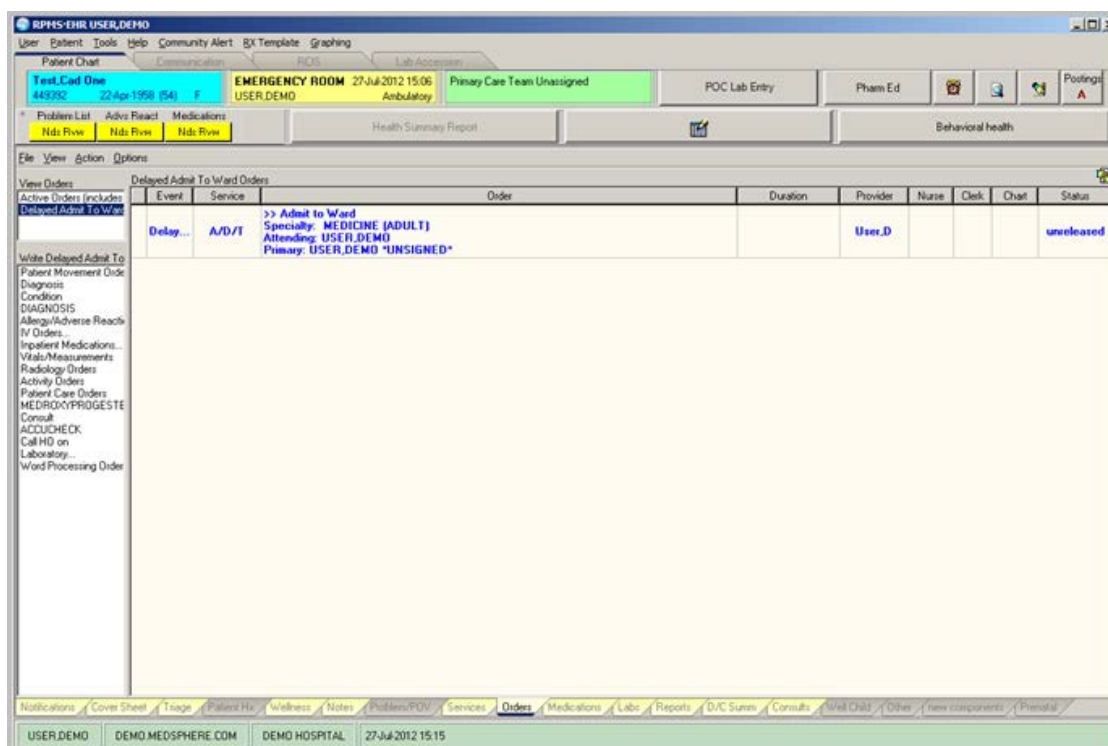 RPMS-EHR USER,DEMO
User Patient Tools Help Community Alert RX Template Graphing
Patient Chart Communication RCIS Lab Accession
Test,Cad One
449392 22-Apr-1958 (54) F
EMERGENCY ROOM 27-Jul-2012 15:06
USER,DEMO Ambulatory
Primary Care Team Unassigned
POC Lab Entry
Pham Ed
Postings
A
Problem List Advs React Medications
Nds Rvw Nds Rvw Nds Rvw
Health Summary Report
Behavioral health
File View Action Options
View Orders
Active Orders (includes
Delayed Admit To Ward
Write Delayed Admit To
Patient Movement Orde
Diagnosis
Condition
DIAGNOSIS
Allergy/Adverse Reacti
IV Orders...
Inpatient Medications...
Vitals/Measurements
Radiology Orders
Activity Orders
Patient Care Orders
MEDROXYPROGESTE
Consult
ACCUCHECK
Call HO on
Laboratory...
Word Processing Order
Delayed Admit To Ward Orders
Event Service Order Duration Provider Nurse Clerk Chart Status
Delay... A/D/T
>> Admit to Ward
Specialty: MEDICINE (ADULT)
Attending: USER,DEMO
Primary: USER,DEMO *UNSIGNED*
User,D
unreleased
Notifications Cover Sheet Triage Patient Hx Wellness Notes Problem/POV Services Orders Medications Labs Reports D/C Summ Consults Well Child Other new components Prenatal
USER,DEMO DEMO.MEDSPHERE.COM DEMO HOSPITAL 27-Jul-2012 15:15